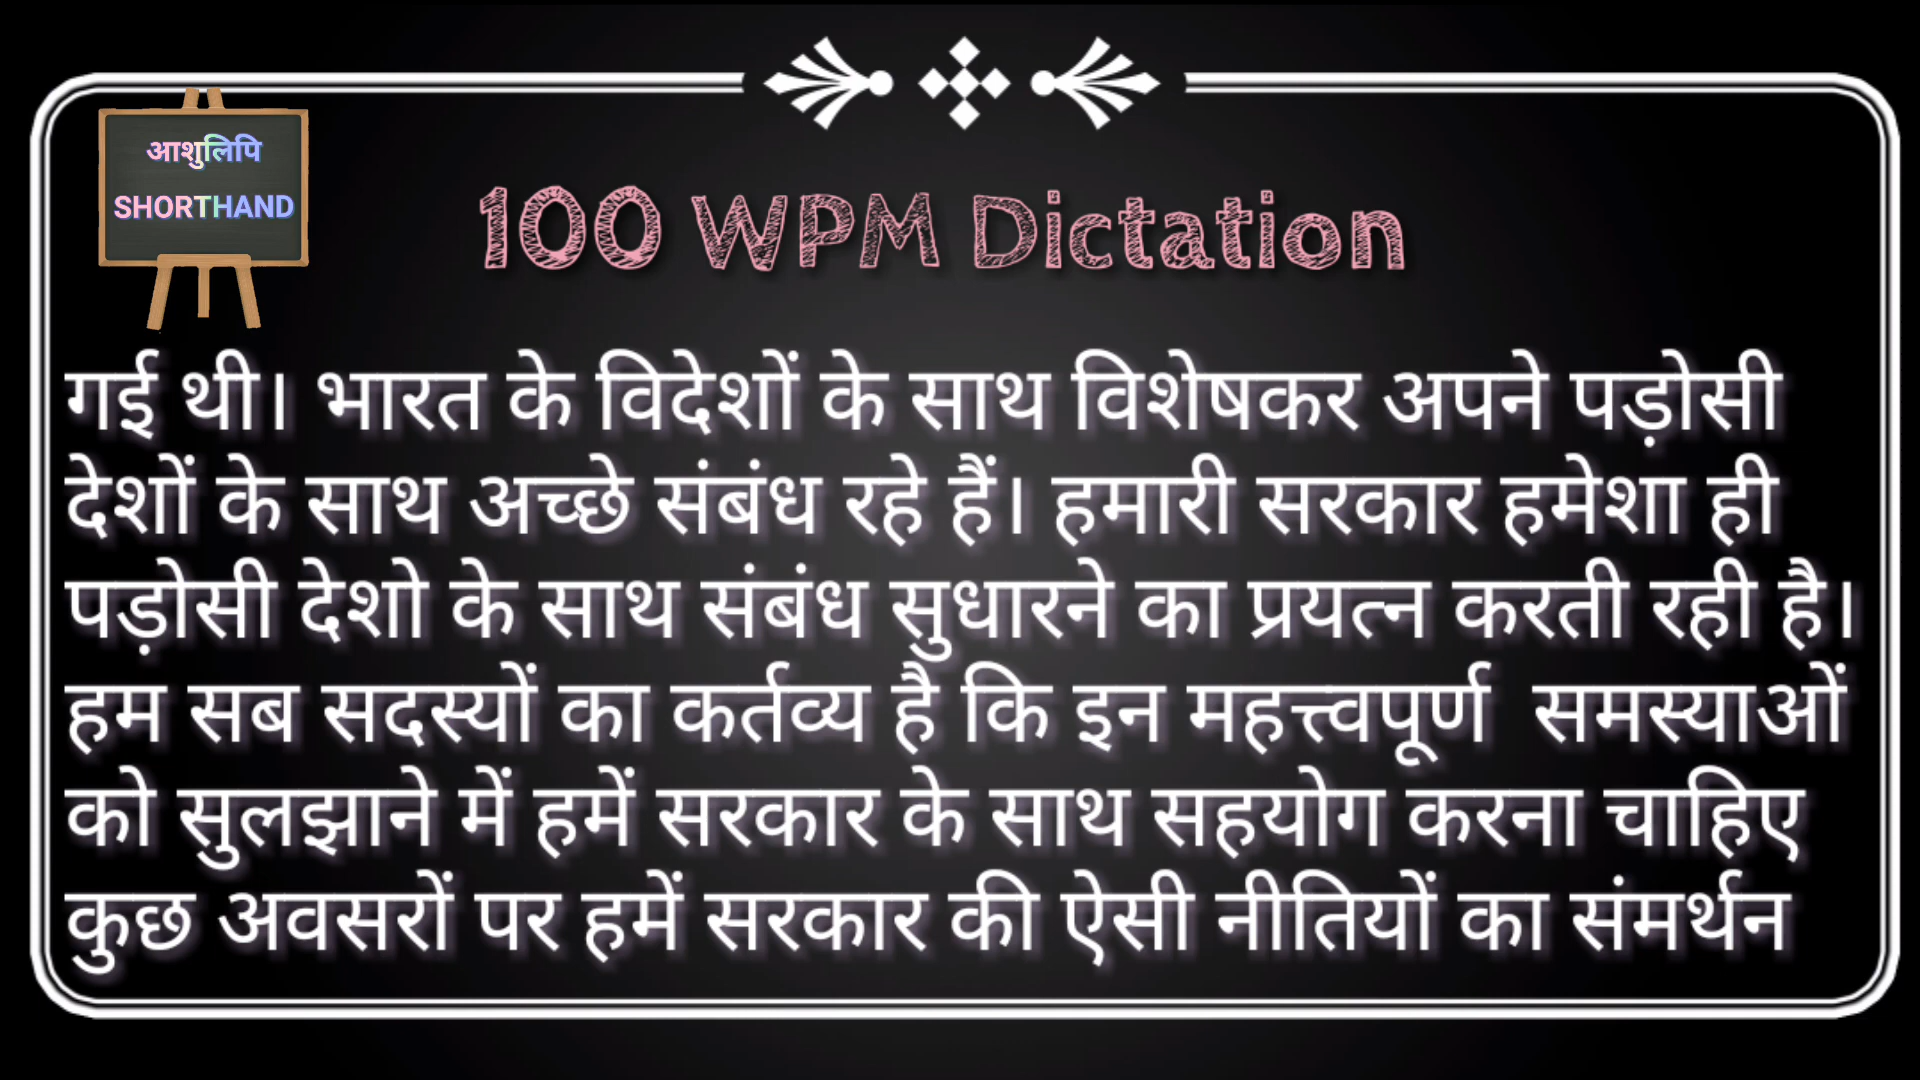 आशुलिपि
SHORTHAND
100 WPM Dictation
गई थी। भारत के विदेशों के साथ विशेषकर अपने पड़ोसी
देशों के साथ अच्छे संबंध रहे हैं। हमारी सरकार हमेशा ही
पड़ोसी देशो के साथ संबंध सुधारने का प्रयत्न करती रही है।
हम सब सदस्यों का कर्तव्य है कि इन महत्त्वपूर्ण समस्याओं
को सुलझाने में हमें सरकार के साथ सहयोग करना चाहिए
कुछ अवसरों पर हमें सरकार की ऐसी नीतियों का संमर्थन